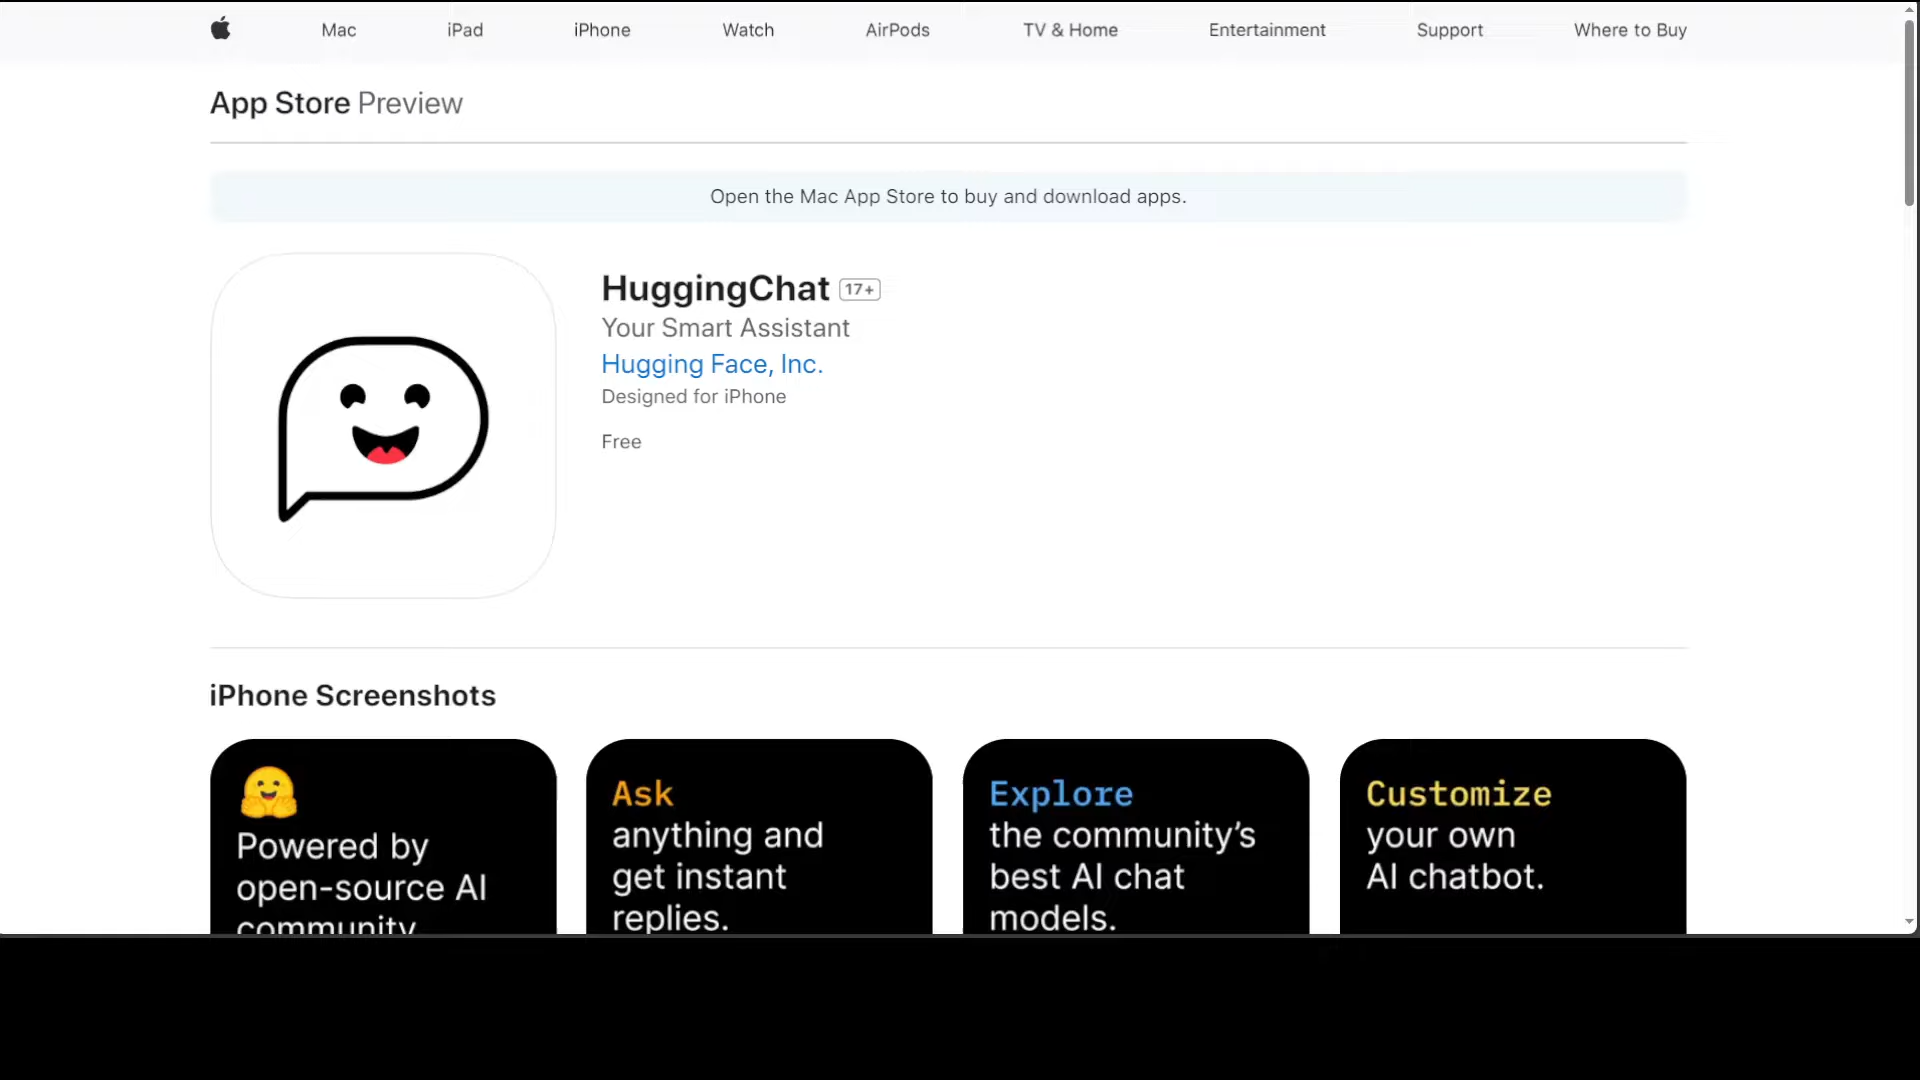 Mac iPad iPhone Watch AirPods TV & Home Entertainment Support Where to Buy
App Store Preview
Open the Mac App Store to buy and download apps.
HuggingChat 17+
Your Smart Assistant
Hugging Face, Inc.
Designed for iPhone
Free
iPhone Screenshots
Powered by
open-source AI
community
Ask
anything and
get instant
replies.
Explore
the community’s
best AI chat
models.
Customize
your own
AI chatbot.